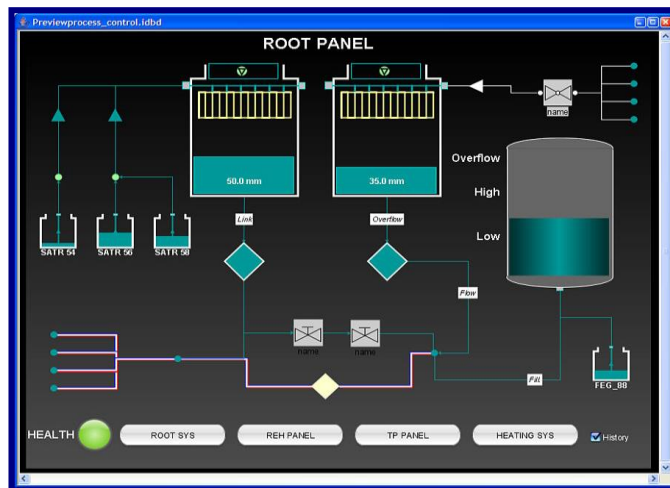 Previewprocess_control.idbd
ROOT PANEL
name
Overflow
High
Low
50.0 mm
35.0 mm
Link
Overflow
SATR 54
SATR 56
SATR 58
Flow
name
name
Fill
FEG_88
HEALTH
ROOT SYS
REH PANEL
TP PANEL
HEATING SYS
History